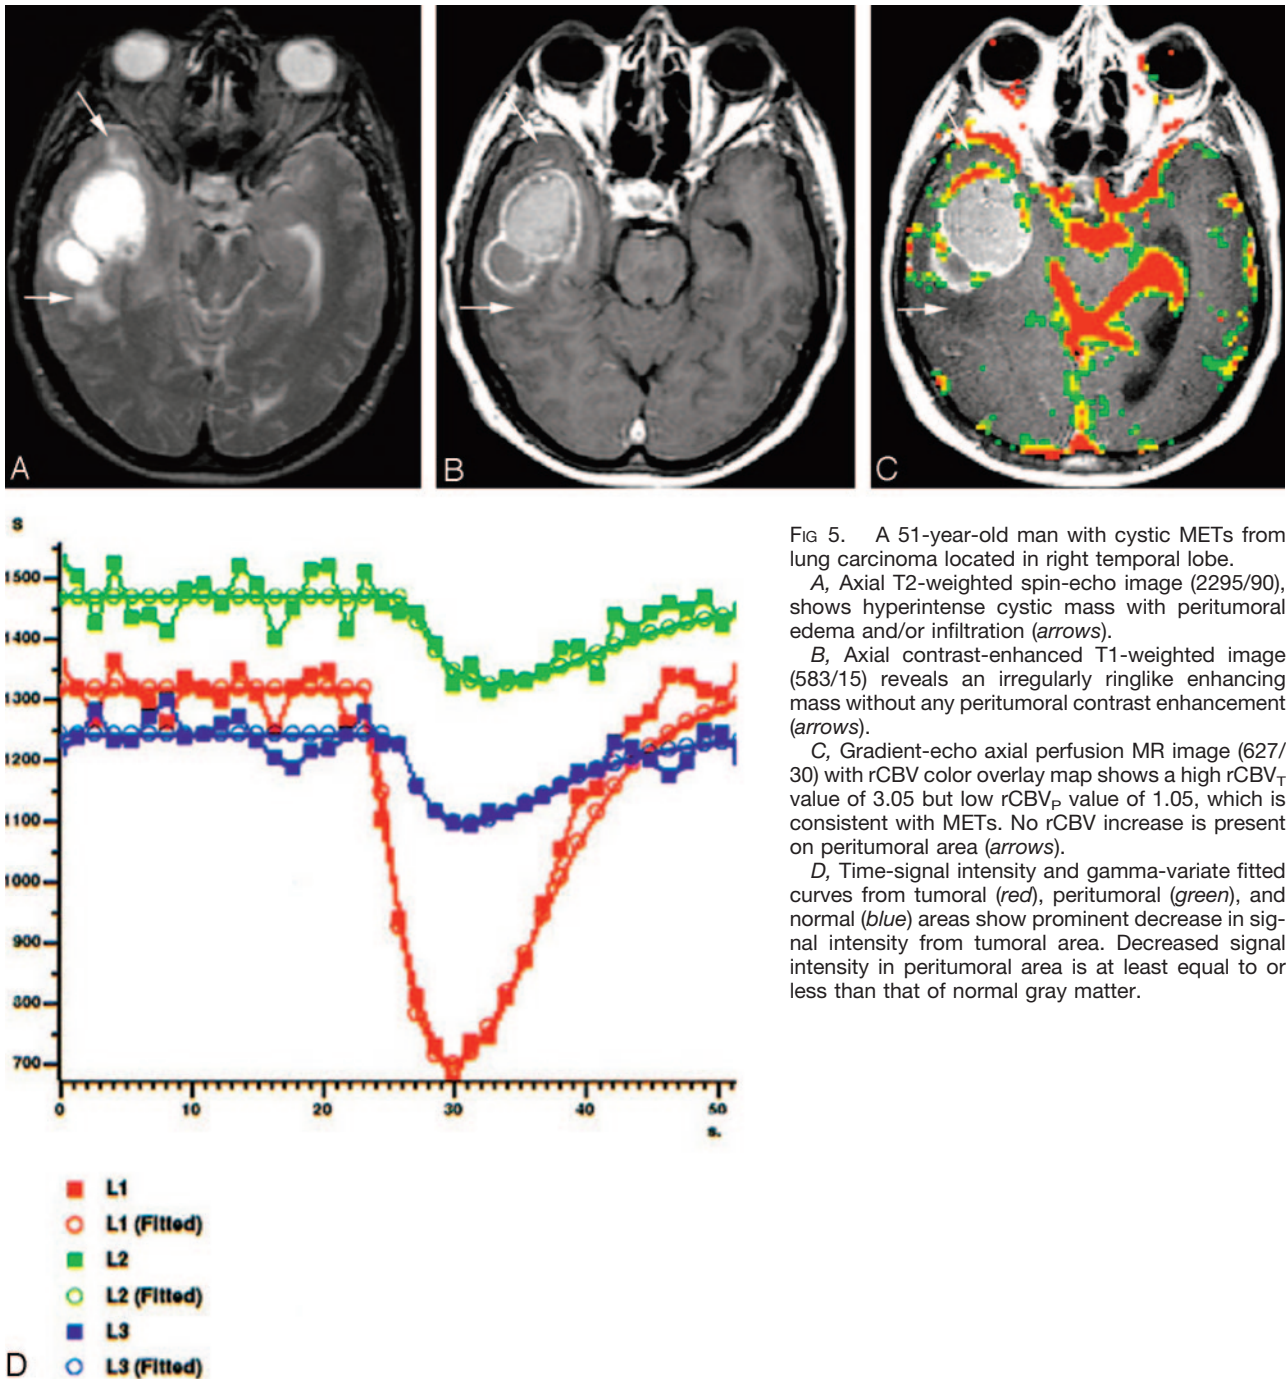 A
B
C
S
1500
1400
1300
1200
1100
1000
900
800
700
0
10
20
30
40
50
s.
L1
L1 (Fitted)
L2
L2 (Fitted)
L3
L3 (Fitted)
D
FIG 5. A 51-year-old man with cystic METs from
lung carcinoma located in right temporal lobe.
A, Axial T2-weighted spin-echo image (2295/90),
shows hyperintense cystic mass with peritumoral
edema and/or infiltration (arrows).
B, Axial contrast-enhanced T1-weighted image
(583/15) reveals an irregularly ringlike enhancing
mass without any peritumoral contrast enhancement
(arrows).
C, Gradient-echo axial perfusion MR image (627/
30) with rCBV color overlay map shows a high rCBVT
value of 3.05 but low rCBVP value of 1.05, which is
consistent with METs. No rCBV increase is present
on peritumoral area (arrows).
D, Time-signal intensity and gamma-variate fitted
curves from tumoral (red), peritumoral (green), and
normal (blue) areas show prominent decrease in sig-
nal intensity from tumoral area. Decreased signal
intensity in peritumoral area is at least equal to or
less than that of normal gray matter.